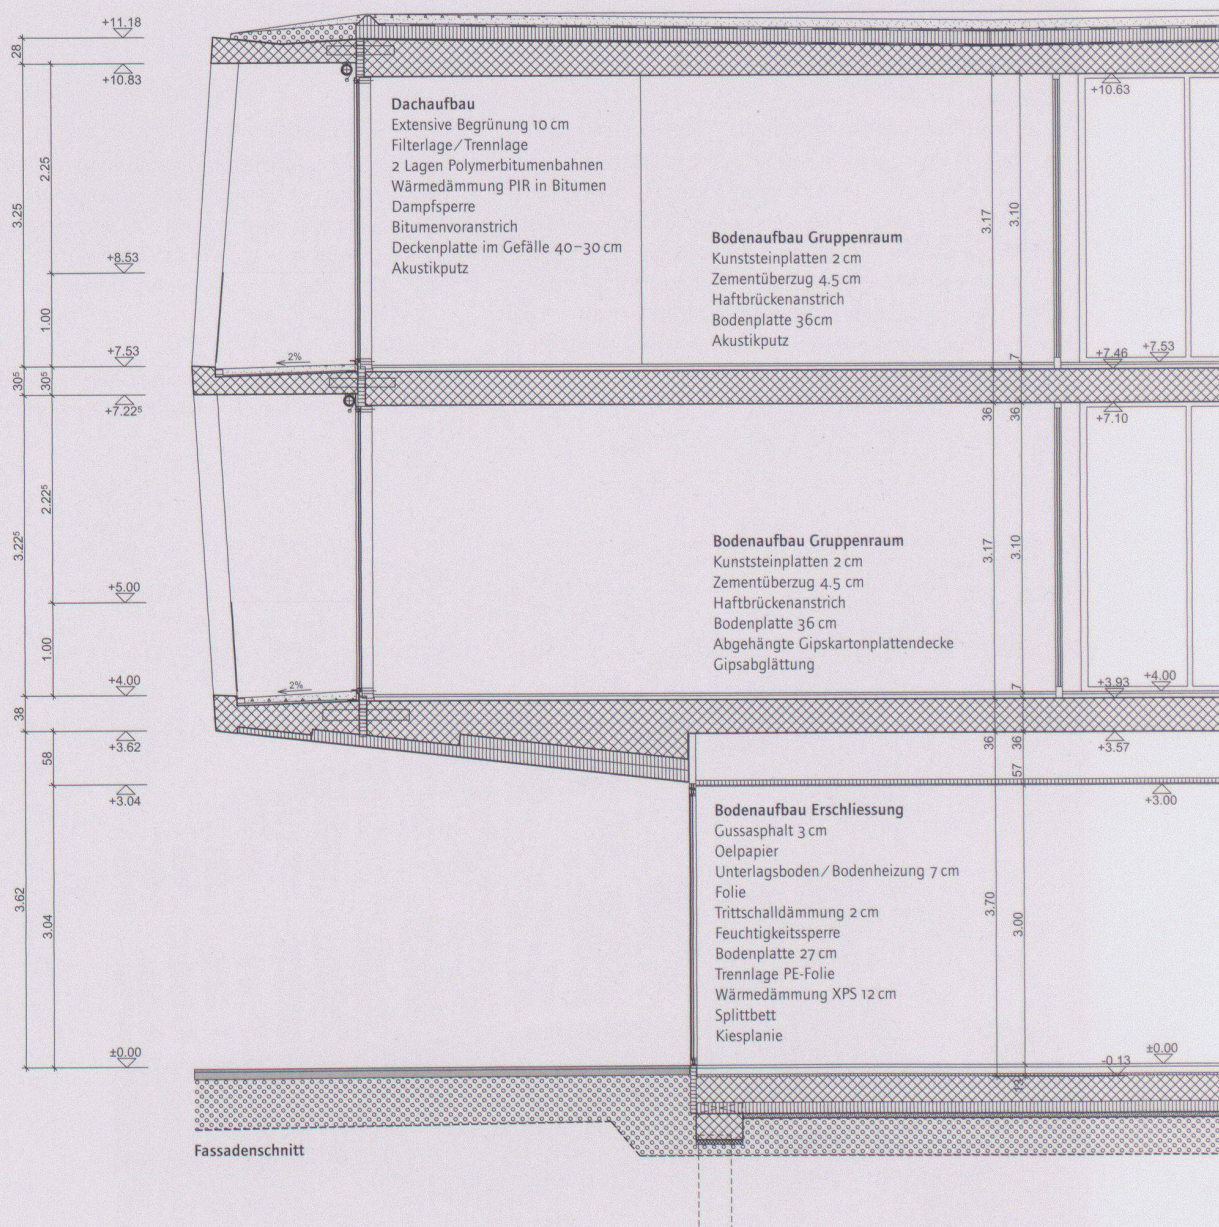 +11.18
28
+10.83
+10.63
Dachaufbau
Extensive Begrünung 10 cm
Filterlage/Trennlage
2 Lagen Polymerbitumenbahnen
Wärmedämmung PIR in Bitumen
Dampfsperre
Bitumenvoranstrich
Deckenplatte im Gefälle 40–30 cm
Akustikputz
2.25
3.25
3.17
3.10
Bodenaufbau Gruppenraum
Kunststeinplatten 2 cm
Zementüberzug 4.5 cm
Haftbrückenanstrich
Bodenplatte 36cm
Akustikputz
+8.53
1.00
+7.53
2%
7
+7.46
+7.53
30⁵
30⁵
+7.22⁵
36
36
+7.10
2.22⁵
3.22⁵
3.17
3.10
Bodenaufbau Gruppenraum
Kunststeinplatten 2 cm
Zementüberzug 4.5 cm
Haftbrückenanstrich
Bodenplatte 36 cm
Abgehängte Gipskartonplattendecke
Gipsabglättung
+5.00
1.00
+4.00
2%
7
+3.93
+4.00
38
+3.62
36
36
+3.57
58
57
+3.04
+3.00
Bodenaufbau Erschliessung
Gussasphalt 3 cm
Oelpapier
Unterlagsboden/Bodenheizung 7 cm
Folie
Trittschalldämmung 2 cm
Feuchtigkeitssperre
Bodenplatte 27 cm
Trennlage PE-Folie
Wärmedämmung XPS 12 cm
Splittbett
Kiesplanie
3.62
3.04
3.70
3.00
±0.00
-0.13
±0.00
13
Fassadenschnitt